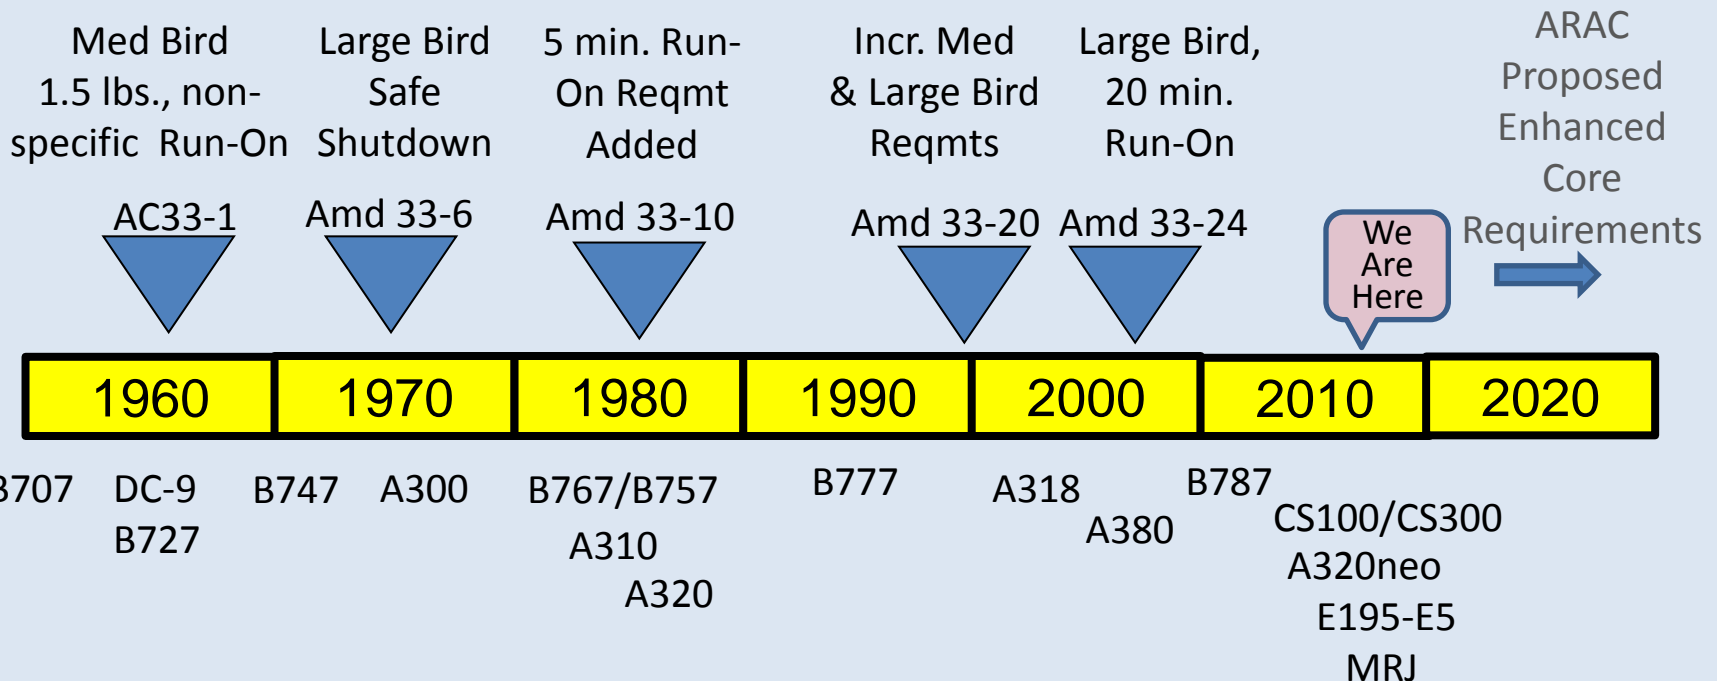 Med Bird
1.5 lbs., non-
specific Run-On
Large Bird
Safe
Shutdown
5 min. Run-
On Reqmt
Added
Incr. Med
& Large Bird
Reqmts
Large Bird,
20 min.
Run-On
ARAC
Proposed
Enhanced
Core
Requirements
AC33-1
Amd 33-6
Amd 33-10
Amd 33-20
Amd 33-24
We
Are
Here
1960
1970
1980
1990
2000
2010
2020
B707
DC-9
B727
B747
A300
B767/B757
A310
A320
B777
A318
A380
B787
CS100/CS300
A320neo
E195-E5
MRJ